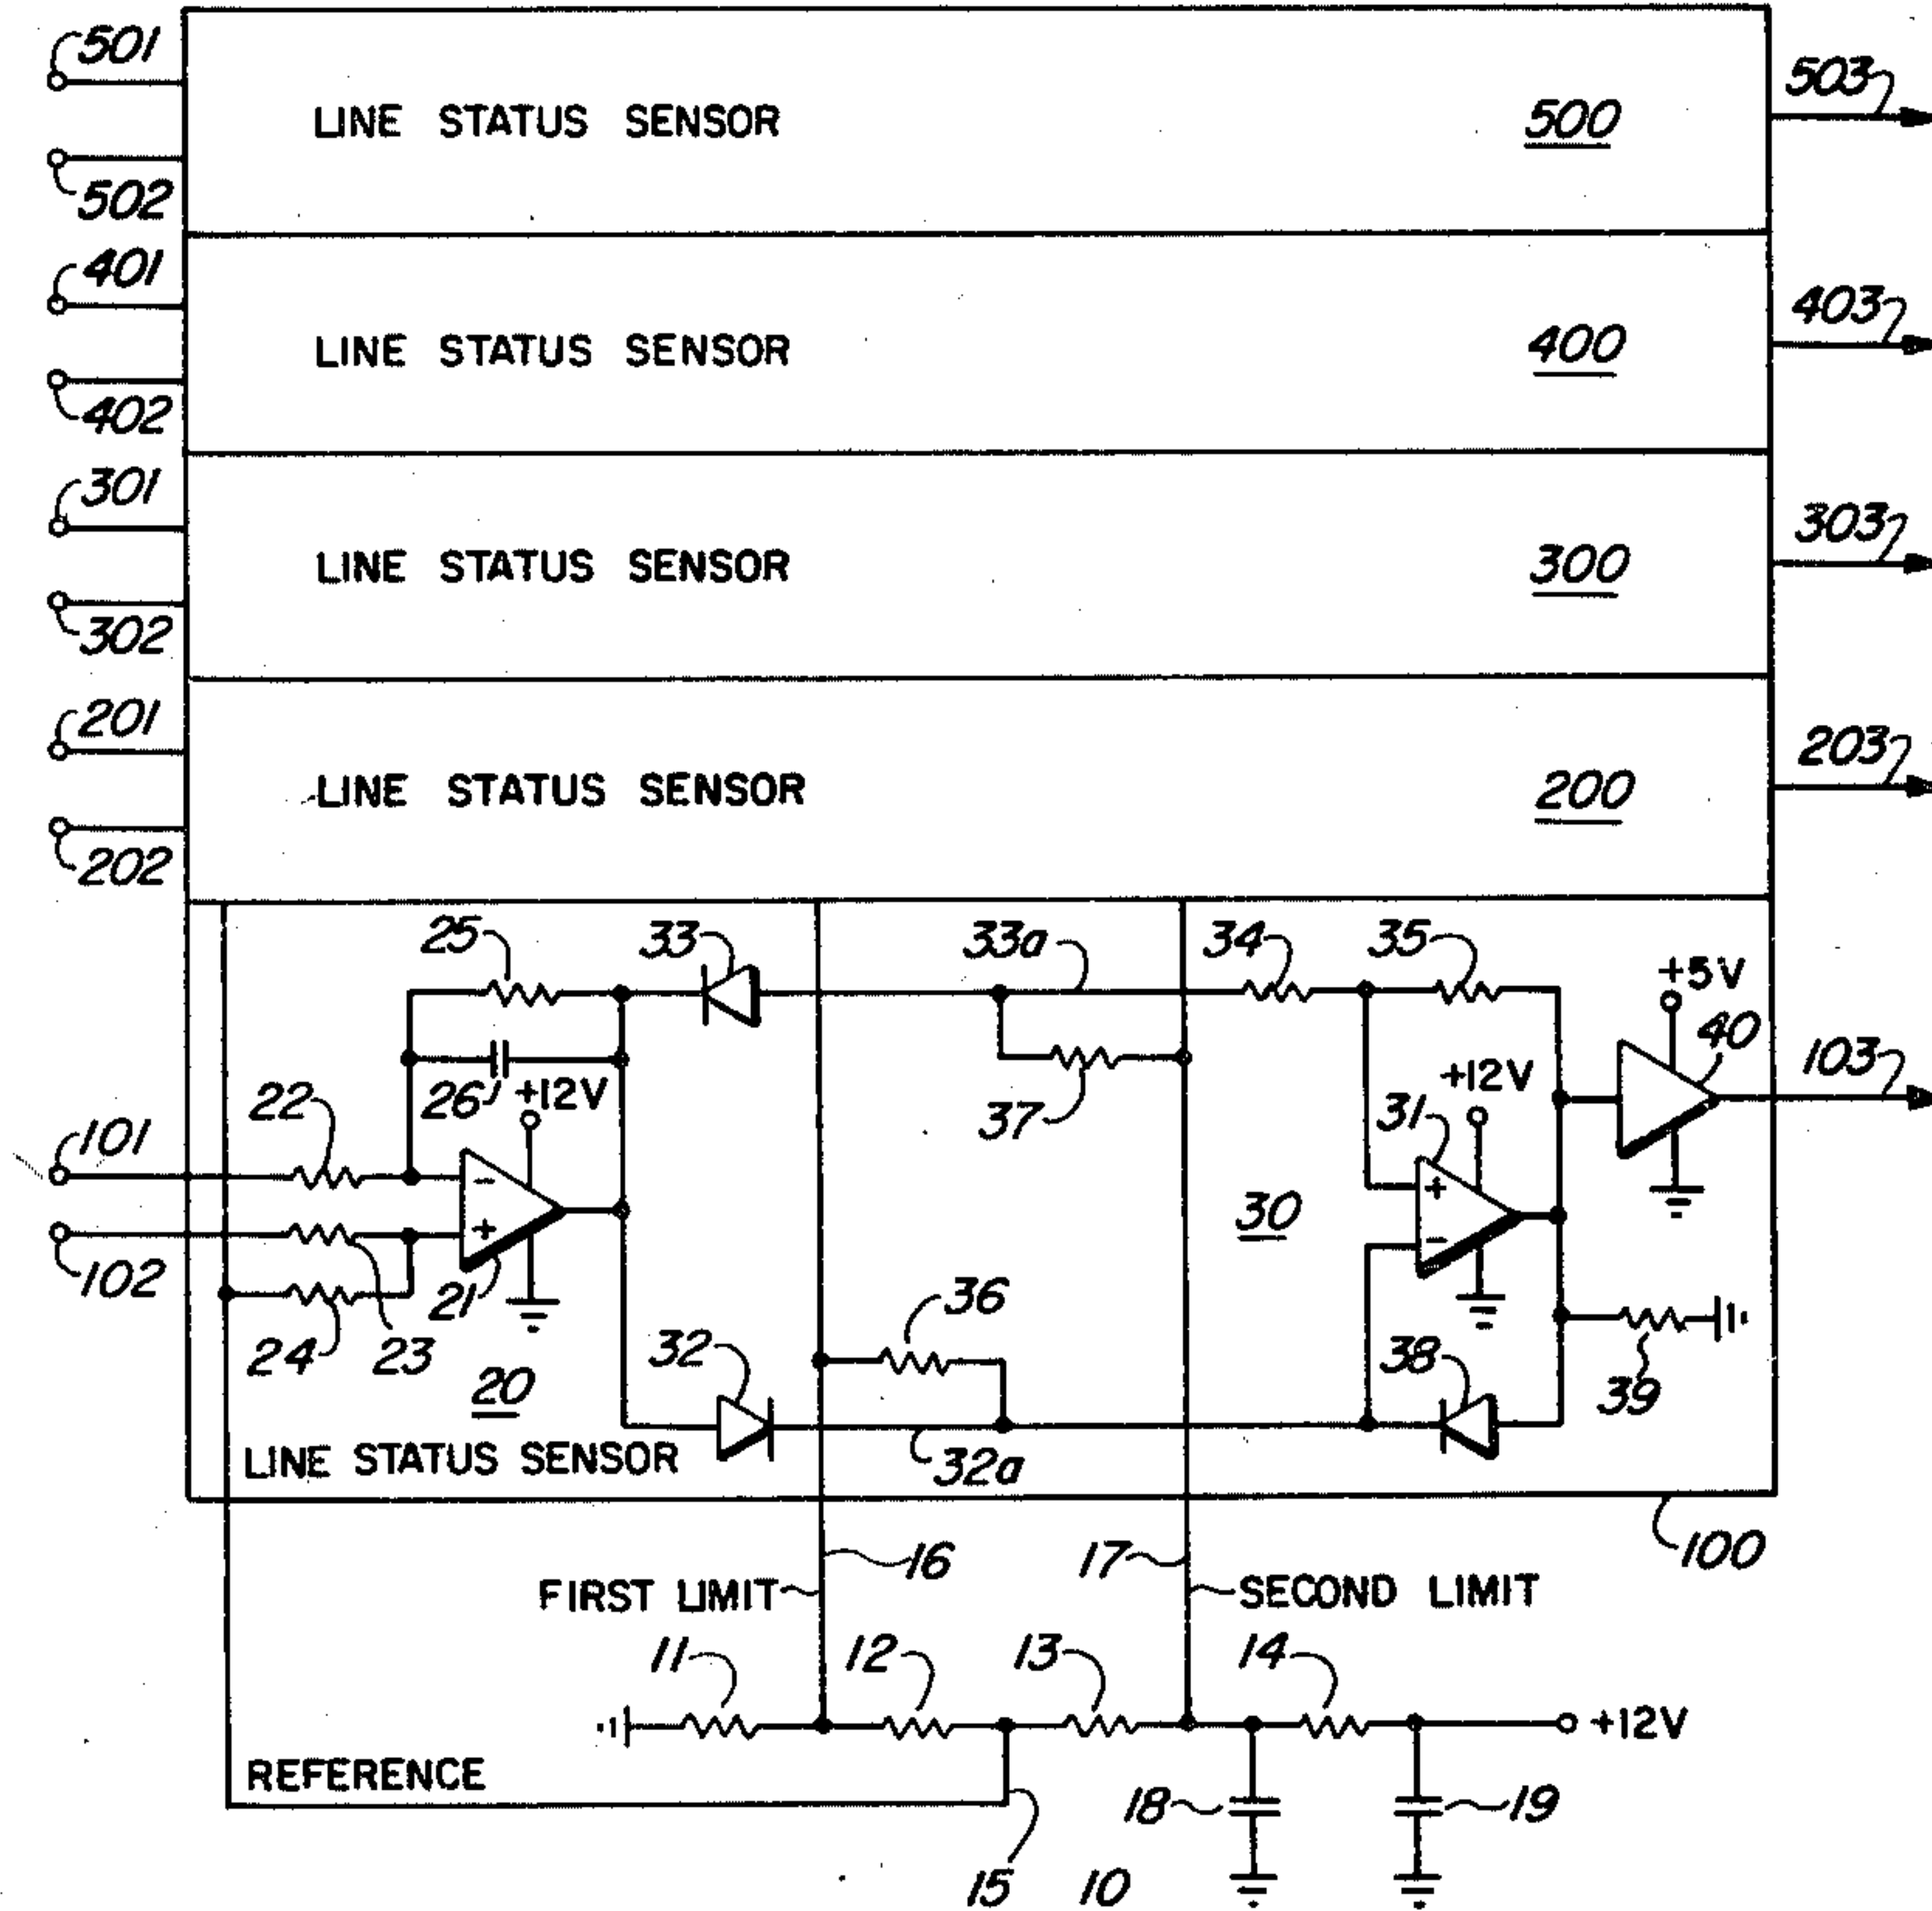 501
LINE STATUS SENSOR 500 503
502
401
LINE STATUS SENSOR 400 403
402
301
LINE STATUS SENSOR 300 303
302
201
LINE STATUS SENSOR 200 203
202
25 33 33a 34 35 +5V
40
22 26 +12V 37 31 +12V 103
101
-
+ 30 +
-
102 21 36
24 23 32 38 39
20
LINE STATUS SENSOR 32a
16 17 100
FIRST LIMIT SECOND LIMIT
11 12 13 14
+12V
REFERENCE
18 19
15 10